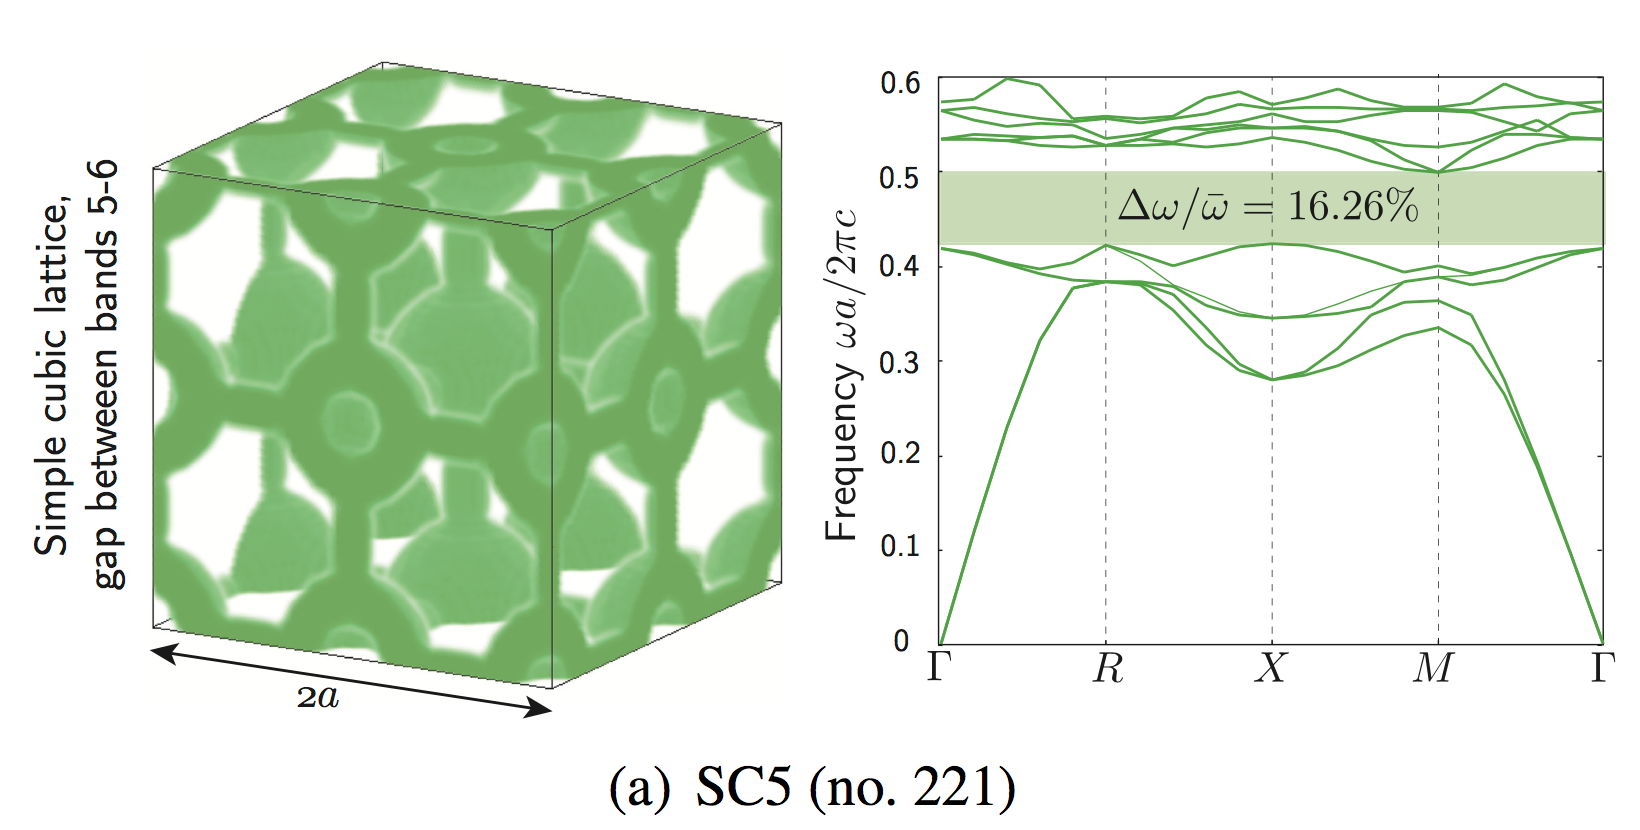 Simple cubic lattice,
gap betweeen bands 5-6
2a
Frequency ωa/2πc
0.6
0.5
0.4
0.3
0.2
0.1
0
Δω/ω̄ = 16.26%
Γ
R
X
M
Γ
(a) SC5 (no. 221)